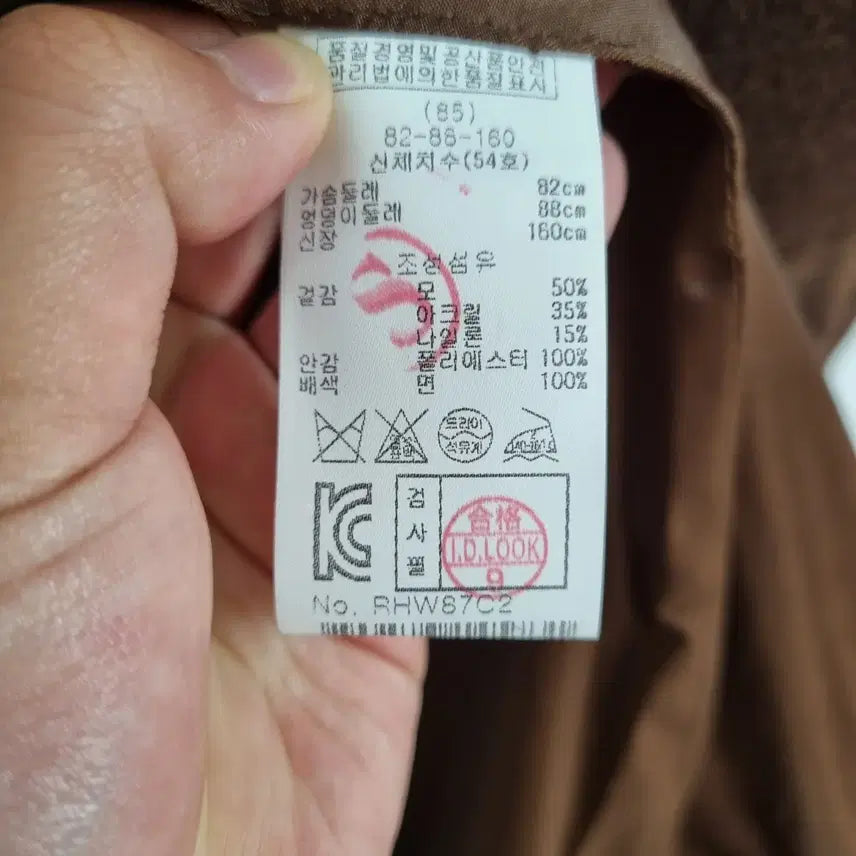 품질경영및공산품안전
관리법에의한품질표시
(85)
82-88-160
신체치수(54호)
가슴둘레 82cm
엉덩이둘레 88cm
신장 160cm
조성섬유
겉감 모 50%
아크릴 35%
나일론 15%
안감 폴리에스터 100%
배색 면 100%
드라이
석유계
KC
검사필
合格
I.D.LOOK
9
No. RHW87C2